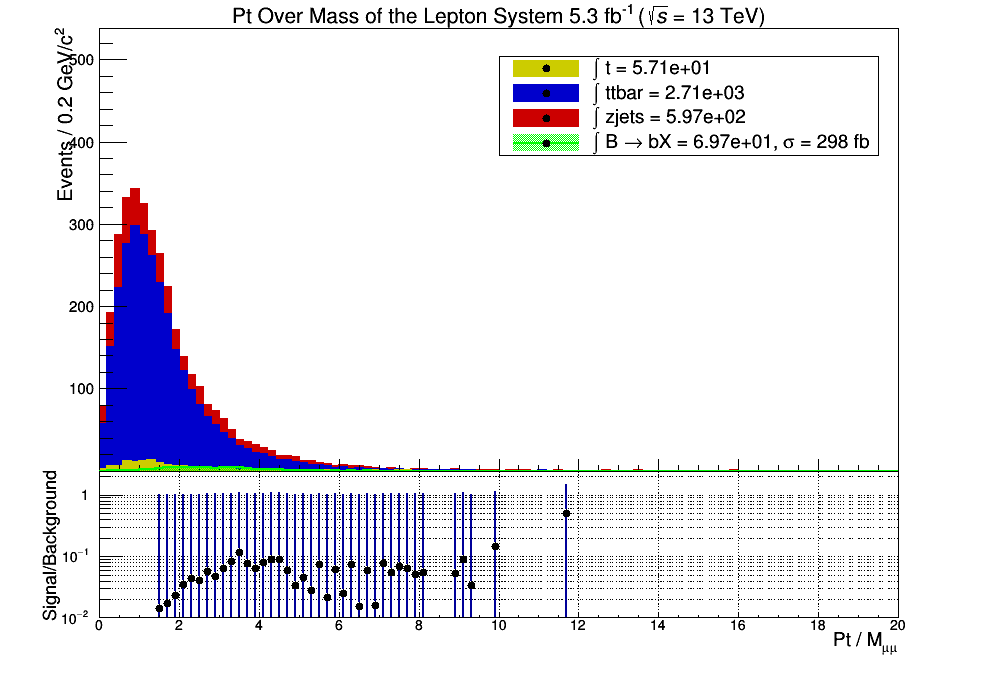 Pt Over Mass of the Lepton System 5.3 fb⁻¹ (√s = 13 TeV)
Events / 0.2 GeV/c²
500
400
300
200
100
∫ t = 5.71e+01
∫ ttbar = 2.71e+03
∫ zjets = 5.97e+02
∫ B → bX = 6.97e+01, σ = 298 fb
Signal/Background
1
10⁻¹
10⁻²
0 2 4 6 8 10 12 14 16 18 20
Pt / Mμμ